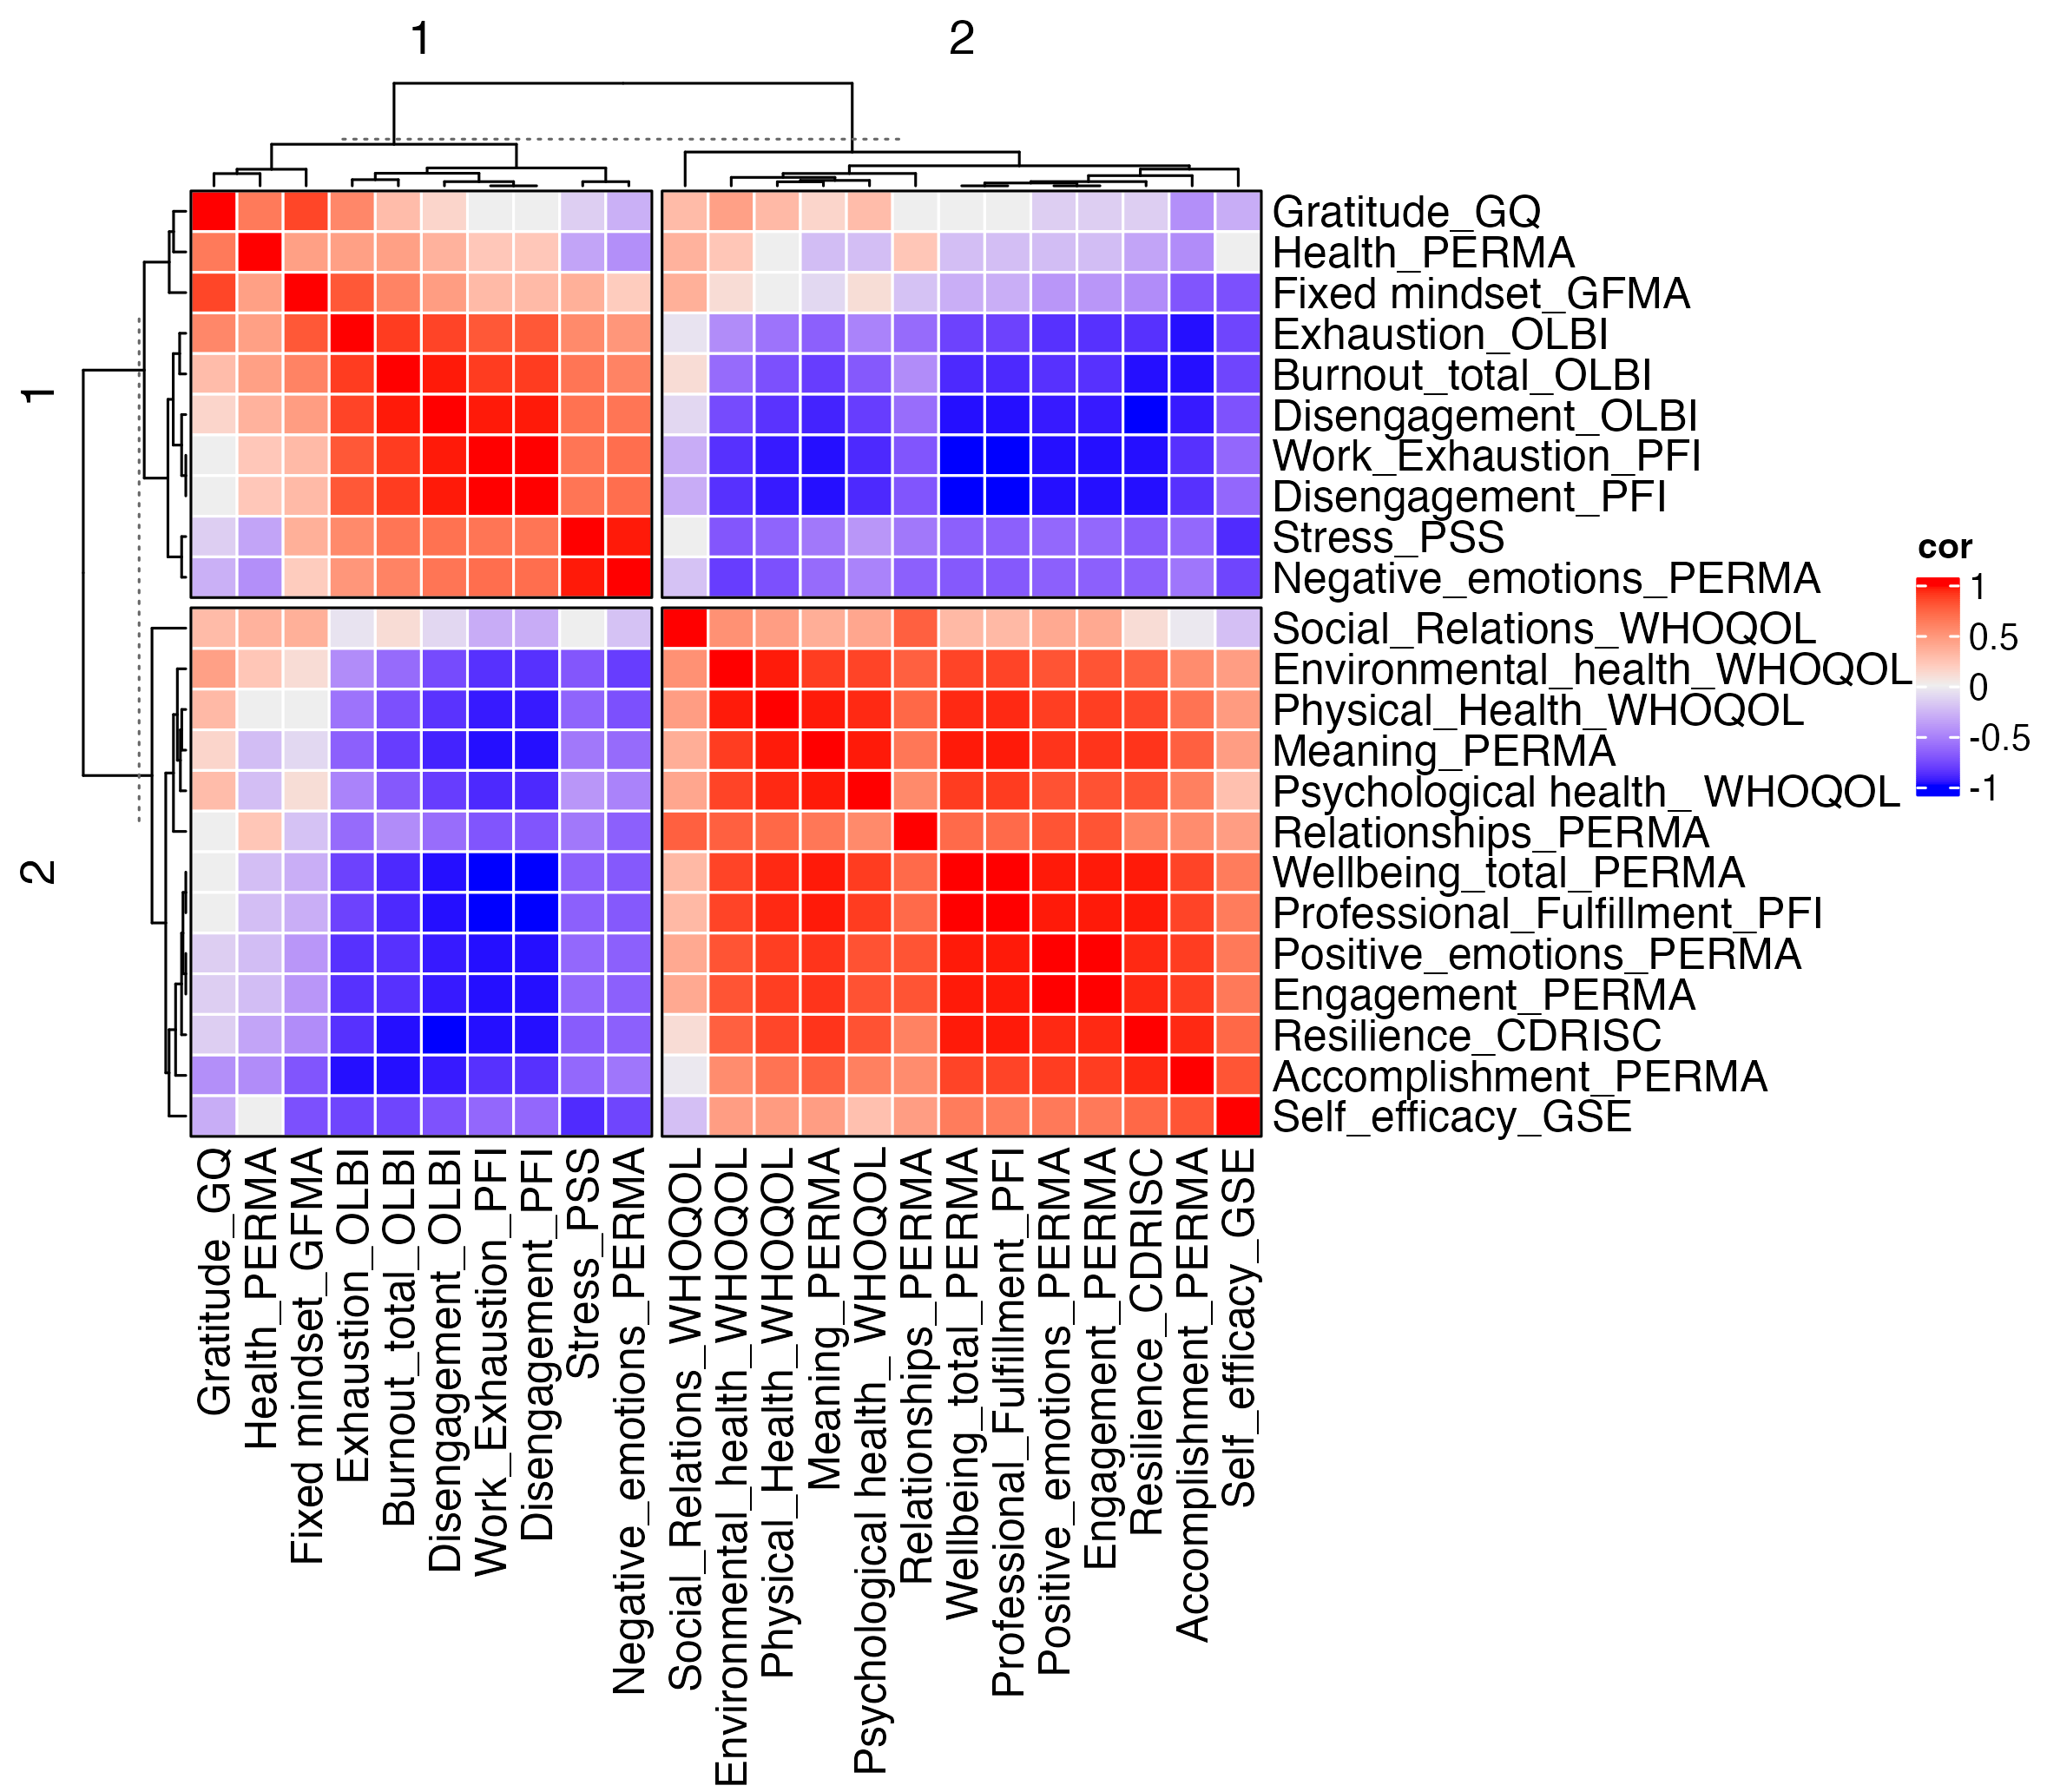 1
2
1
2
Gratitude_GQ
Health_PERMA
Fixed mindset_GFMA
Exhaustion_OLBI
Burnout_total_OLBI
Disengagement_OLBI
Work_Exhaustion_PFI
Disengagement_PFI
Stress_PSS
Negative_emotions_PERMA
Social_Relations_WHOQOL
Environmental_health_WHOQOL
Physical_Health_WHOQOL
Meaning_PERMA
Psychological health_ WHOQOL
Relationships_PERMA
Wellbeing_total_PERMA
Professional_Fulfillment_PFI
Positive_emotions_PERMA
Engagement_PERMA
Resilience_CDRISC
Accomplishment_PERMA
Self_efficacy_GSE
cor
1
0.5
0
-0.5
-1
Gratitude_GQ
Health_PERMA
Fixed mindset_GFMA
Exhaustion_OLBI
Burnout_total_OLBI
Disengagement_OLBI
Work_Exhaustion_PFI
Disengagement_PFI
Stress_PSS
Negative_emotions_PERMA
Social_Relations_WHOQOL
Environmental_health_WHOQOL
Physical_Health_WHOQOL
Meaning_PERMA
Psychological health_ WHOQOL
Relationships_PERMA
Wellbeing_total_PERMA
Professional_Fulfillment_PFI
Positive_emotions_PERMA
Engagement_PERMA
Resilience_CDRISC
Accomplishment_PERMA
Self_efficacy_GSE